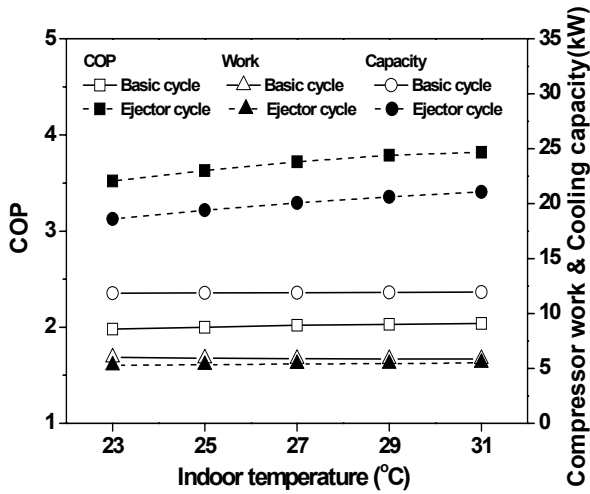 COP Work Capacity
Basic cycle Basic cycle Basic cycle
Ejector cycle Ejector cycle Ejector cycle
5
4
3
2
1
COP
35
30
25
20
15
10
5
0
Compressor work & Cooling capacity(kW)
23 25 27 29 31
Indoor temperature (°C)